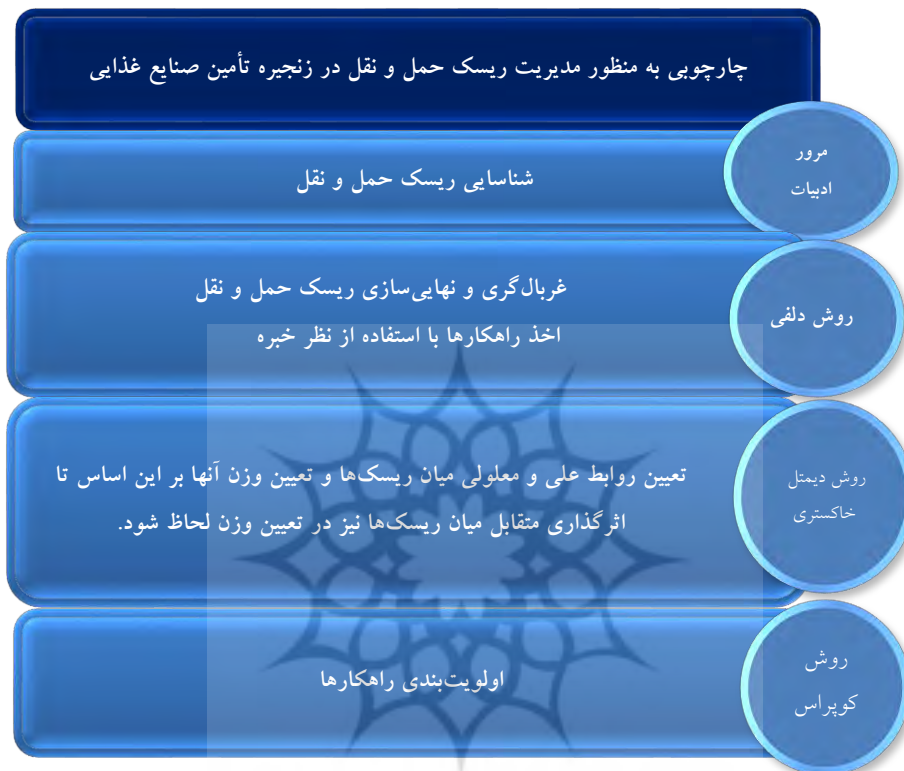 چارچوبی به منظور مدیریت ریسک حمل و نقل در زنجیره تأمین صنایع غذایی
مرور
ادبیات
شناسایی ریسک حمل و نقل
روش دلفی
غربال‌گری و نهایی‌سازی ریسک حمل و نقل
اخذ راهکارها با استفاده از نظر خبره
روش دیمتل
خاکستری
تعیین روابط علی و معلولی میان ریسک‌ها و تعیین وزن آنها بر این اساس تا
اثرگذاری متقابل میان ریسک‌ها نیز در تعیین وزن لحاظ شود.
روش
کوپراس
اولویت‌بندی راهکارها